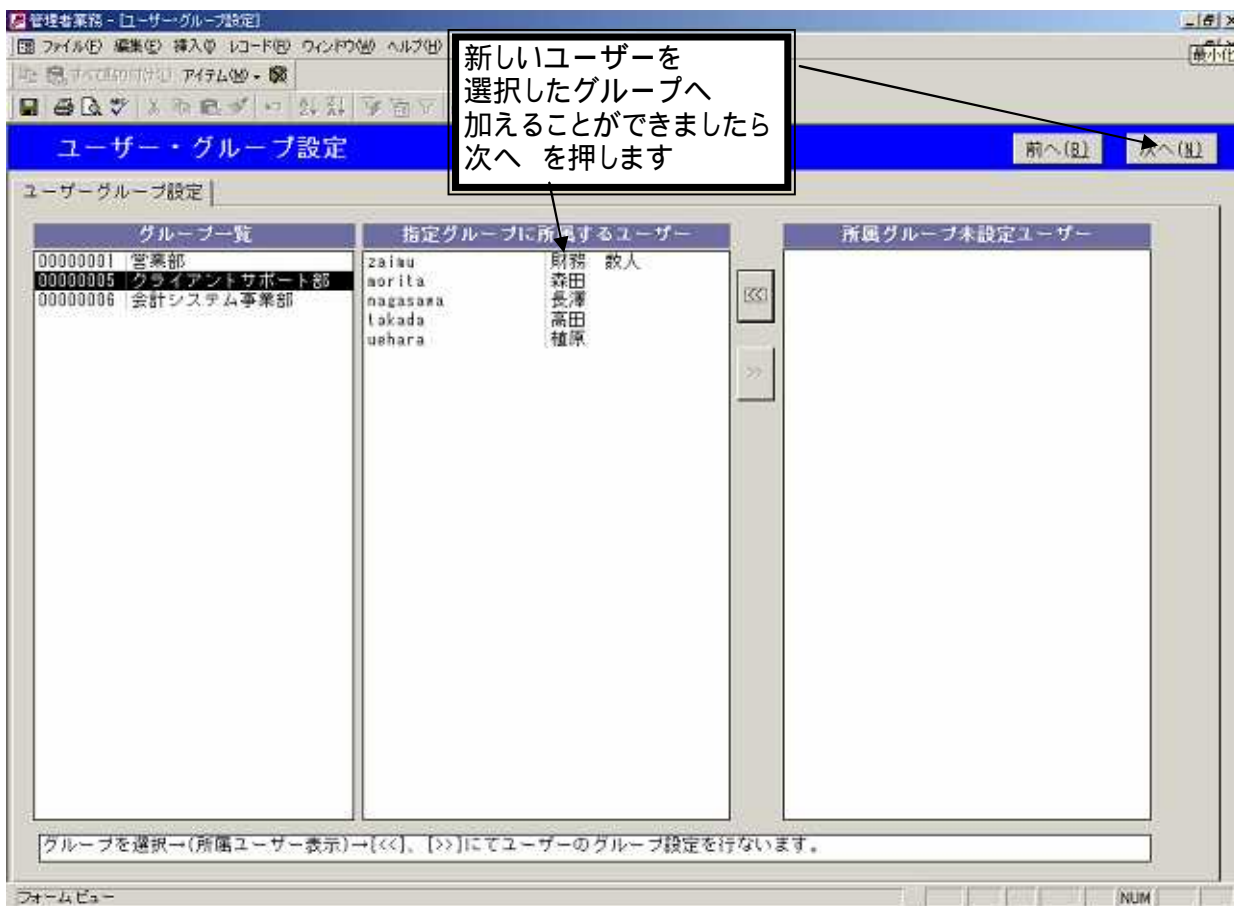 管理者業務 - [ユーザー・グループ設定]
ファイル(F) 編集(E) 挿入(I) レコード(R) ウィンドウ(W) ヘルプ(H)
最小化
アイテム(M)
新しいユーザーを
選択したグループへ
加えることができましたら
次へ を押します
ユーザー・グループ設定
前へ(B) 次へ(N)
ユーザーグループ設定
グループ一覧 指定グループに所属するユーザー 所属グループ未設定ユーザー
00000001 営業部 zaimu 財務 数人
00000005 クライアントサポート部 morita 森田
00000006 会計システム事業部 nagasawa 長澤
takada 高田
uehara 植原
<<
>>
グループを選択→(所属ユーザー表示)→[<<]、[>>]にてユーザーのグループ設定を行ないます。
フォームビュー NUM